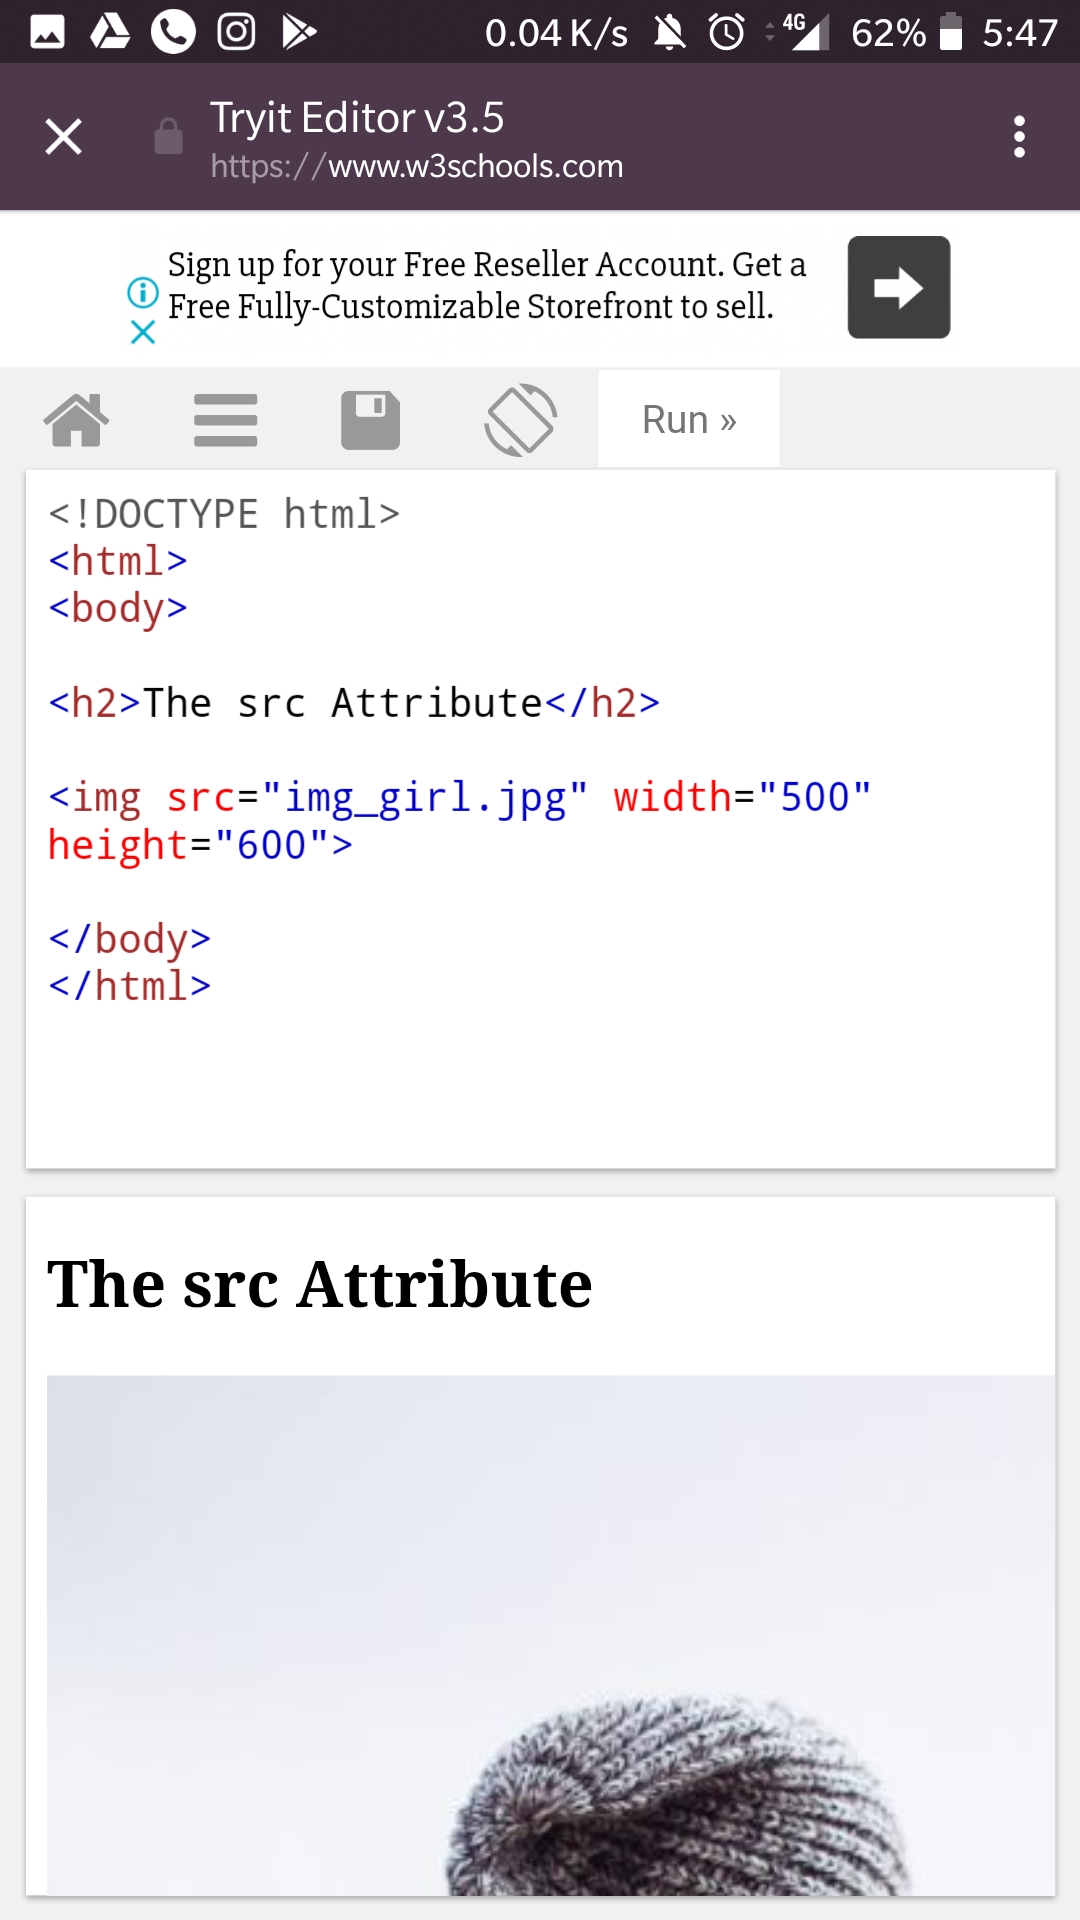 0.04 K/s 4G 62% 5:47
Tryit Editor v3.5
https://www.w3schools.com
Sign up for your Free Reseller Account. Get a
Free Fully-Customizable Storefront to sell.
Run »
<!DOCTYPE html>
<html>
<body>
<h2>The src Attribute</h2>
<img src="img_girl.jpg" width="500"
height="600">
</body>
</html>
The src Attribute